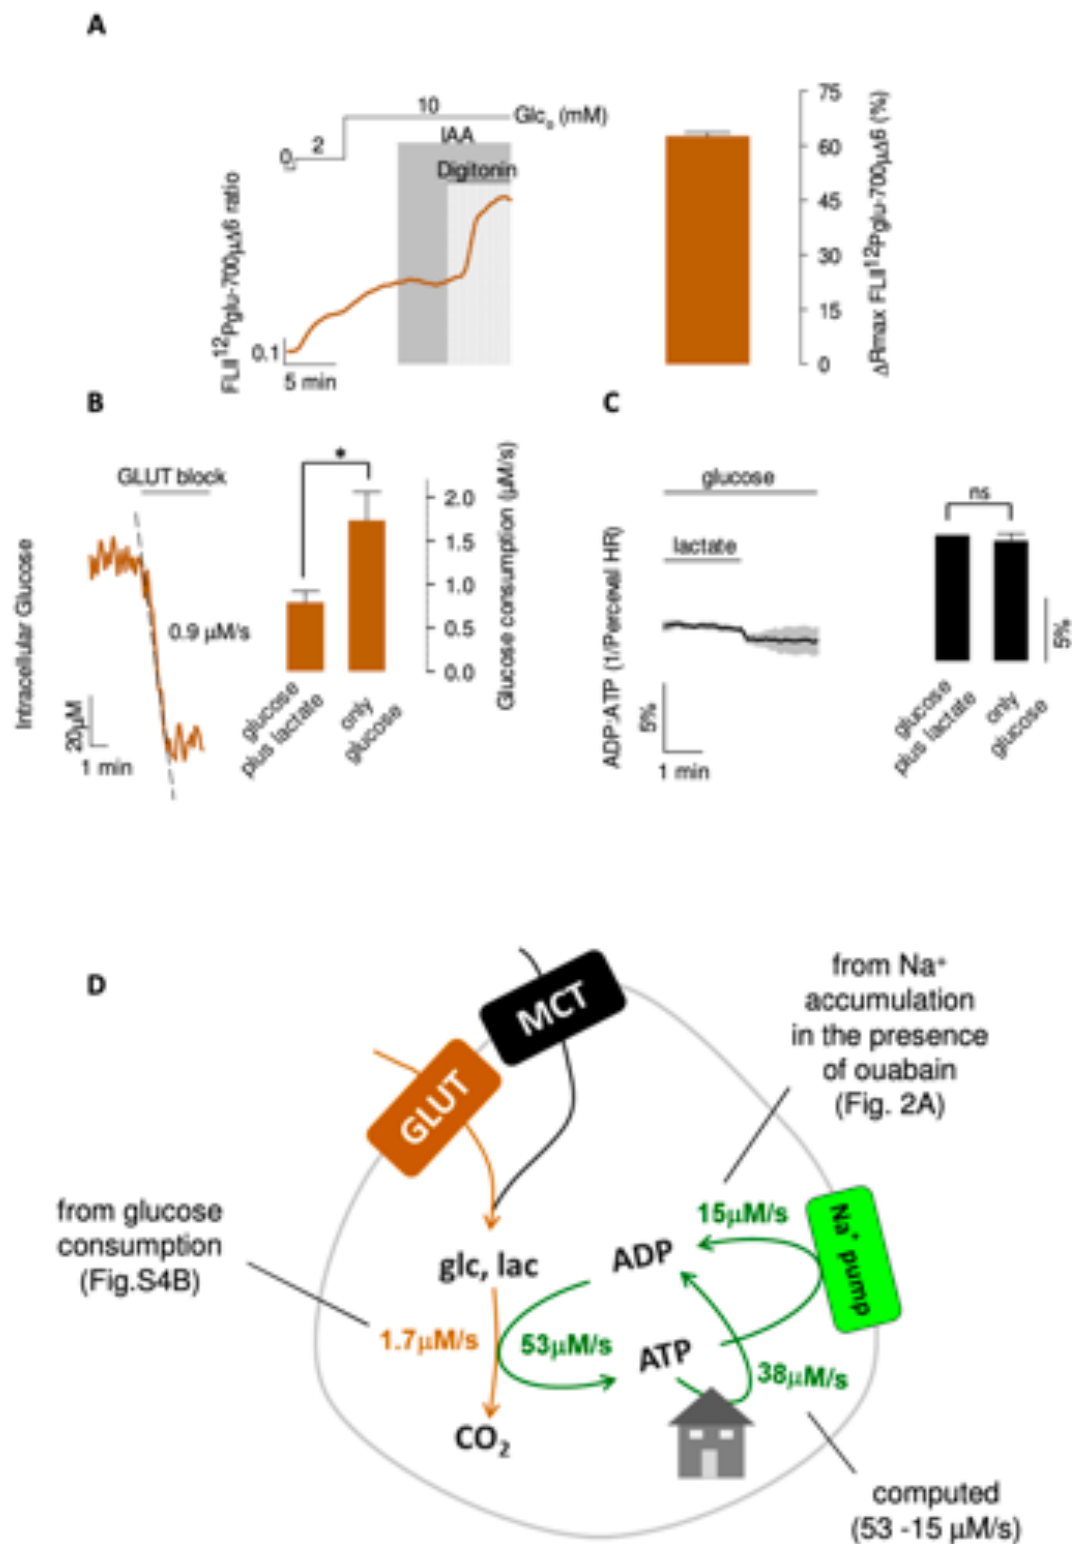 A
10
Glc₀ (mM)
2
0
IAA
Digitonin
FLII¹²Pglu-700μΔ6 ratio
0.1
5 min
75
60
45
30
15
0
ΔRmax FLII¹²Pglu-700μΔ6 (%)
B
GLUT block
Intracellular Glucose
0.9 μM/s
20μM
1 min
*
2.0
1.5
1.0
0.5
0.0
Glucose consumption (μM/s)
glucose
plus lactate
only
glucose
C
glucose
lactate
ADP:ATP (1/Perceval HR)
5%
1 min
ns
5%
glucose
plus lactate
only
glucose
D
MCT
GLUT
from Na⁺
accumulation
in the presence
of ouabain
(Fig. 2A)
from glucose
consumption
(Fig.S4B)
glc, lac
ADP
15μM/s
Na⁺ pump
1.7μM/s
53μM/s
ATP
38μM/s
CO₂
computed
(53 -15 μM/s)